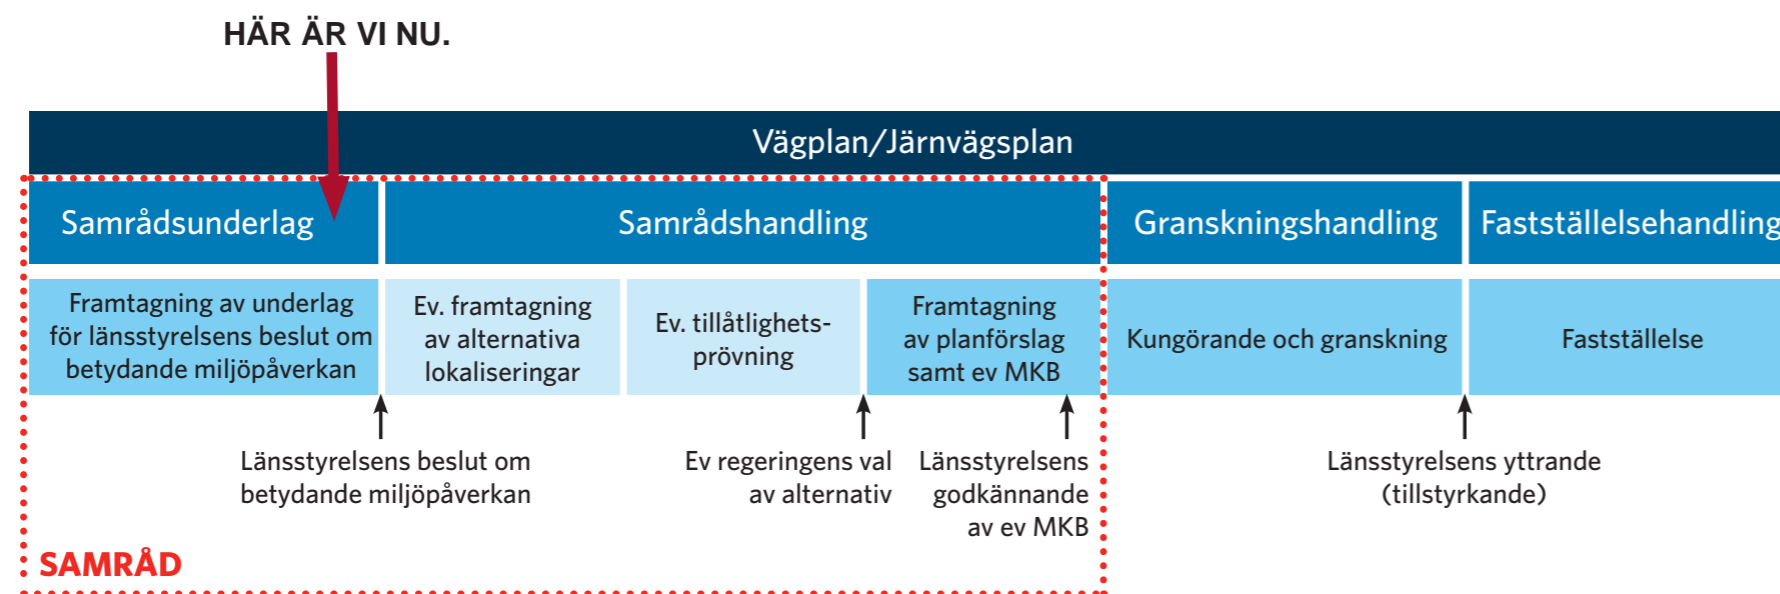 HÄR ÄR VI NU.
Vägplan/Järnvägsplan
Samrådsunderlag
Samrådshandling
Granskningshandling
Fastställelsehandling
Framtagning av underlag
för länsstyrelsens beslut om
betydande miljöpåverkan
Ev. framtagning
av alternativa
lokaliseringar
Ev. tillåtlighets-
prövning
Framtagning
av planförslag
samt ev MKB
Kungörande och granskning
Fastställelse
Länsstyrelsens beslut om
betydande miljöpåverkan
Ev regeringens val
av alternativ
Länsstyrelsens
godkännande
av ev MKB
Länsstyrelsens yttrande
(tillstyrkande)
SAMRÅD